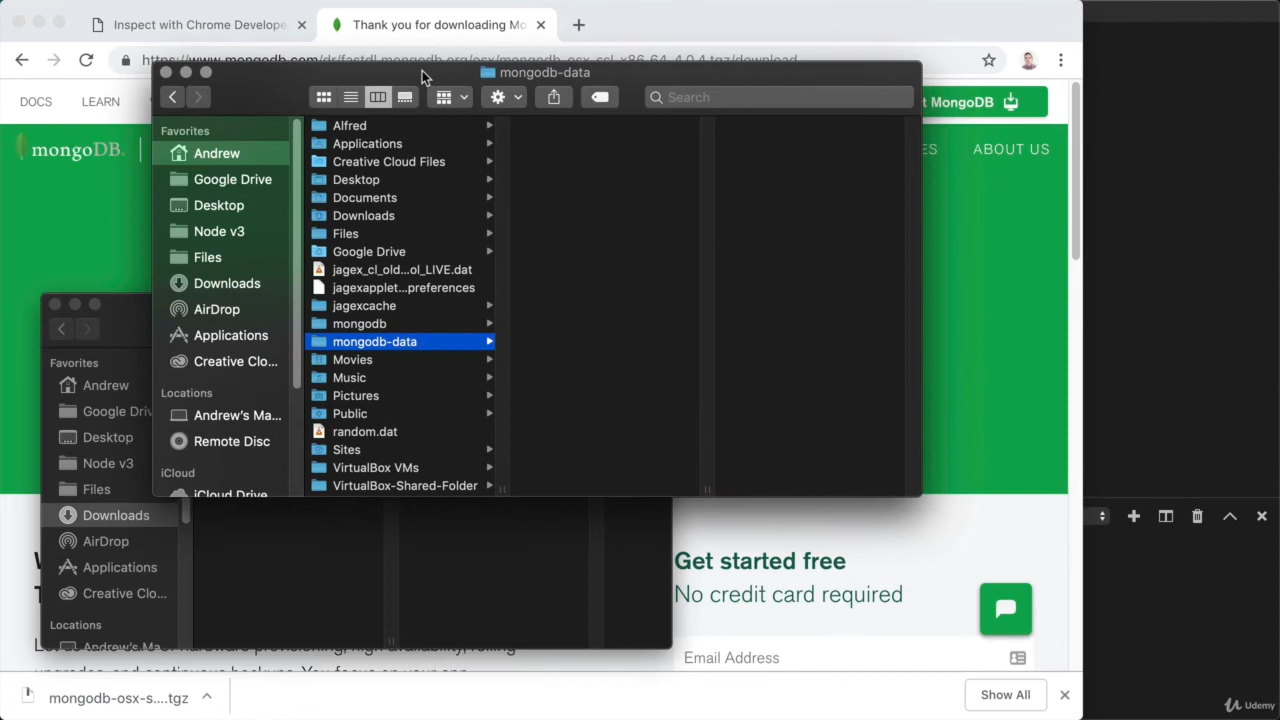 Inspect with Chrome Develope
Thank you for downloading Mo
https://www.mongodb.com/dr/fastdl.mongodb.org/osx/mongodb-osx-ssl-x86_64-4.0.4.tgz/download
DOCS
LEARN
t MongoDB
mongoDB.
ES
ABOUT US
mongodb-data
Search
Favorites
Andrew
Google Drive
Desktop
Node v3
Files
Downloads
AirDrop
Applications
Creative Clo...
Locations
Andrew's Ma...
Remote Disc
iCloud
iCloud Drive
Alfred
Applications
Creative Cloud Files
Desktop
Documents
Downloads
Files
Google Drive
jagex_cl_old...ol_LIVE.dat
jagexapplet...preferences
jagexcache
mongodb
mongodb-data
Movies
Music
Pictures
Public
random.dat
Sites
VirtualBox VMs
VirtualBox-Shared-Folder
Favorites
Andrew
Google Driv
Desktop
Node v3
Files
Downloads
AirDrop
Applications
Creative Clo...
Locations
Andrew's Ma
Get started free
No credit card required
Email Address
mongodb-osx-s....tgz
Show All
Udemy